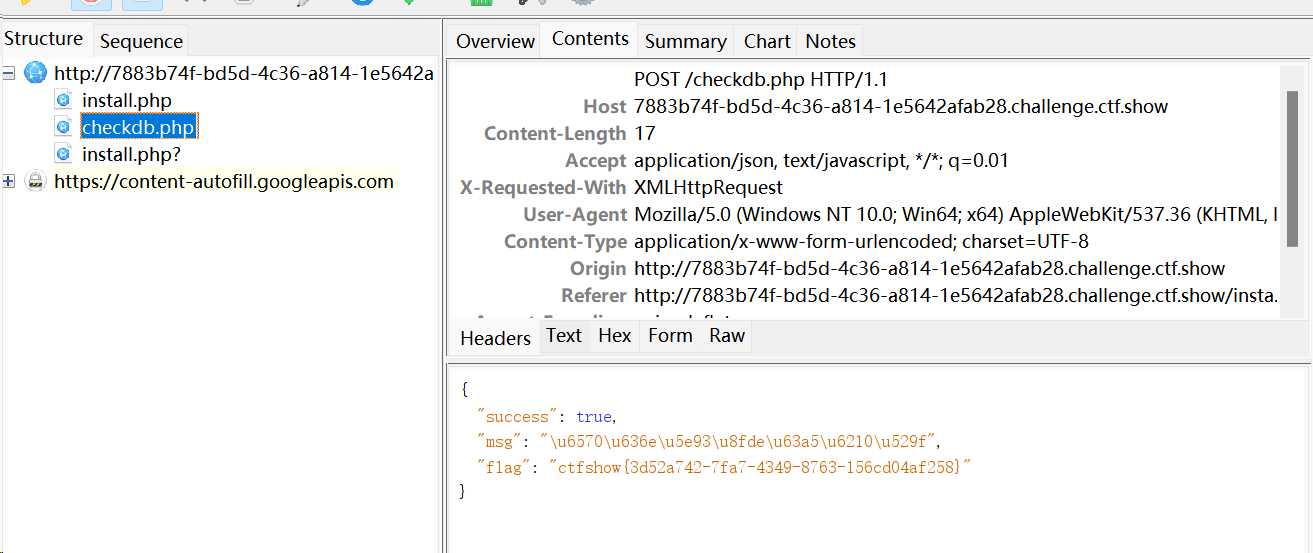 Structure
Sequence
http://7883b74f-bd5d-4c36-a814-1e5642a
install.php
checkdb.php
install.php?
https://content-autofill.googleapis.com
Overview Contents Summary Chart Notes
POST /checkdb.php HTTP/1.1
Host 7883b74f-bd5d-4c36-a814-1e5642afab28.challenge.ctf.show
Content-Length 17
Accept application/json, text/javascript, */*; q=0.01
X-Requested-With XMLHttpRequest
User-Agent Mozilla/5.0 (Windows NT 10.0; Win64; x64) AppleWebKit/537.36 (KHTML, l
Content-Type application/x-www-form-urlencoded; charset=UTF-8
Origin http://7883b74f-bd5d-4c36-a814-1e5642afab28.challenge.ctf.show
Referer http://7883b74f-bd5d-4c36-a814-1e5642afab28.challenge.ctf.show/insta.
Headers Text Hex Form Raw
{
"success": true,
"msg": "\u6570\u636e\u5e93\u8fde\u63a5\u6210\u529f",
"flag": "ctfshow{3d52a742-7fa7-4349-8763-156cd04af258}"
}